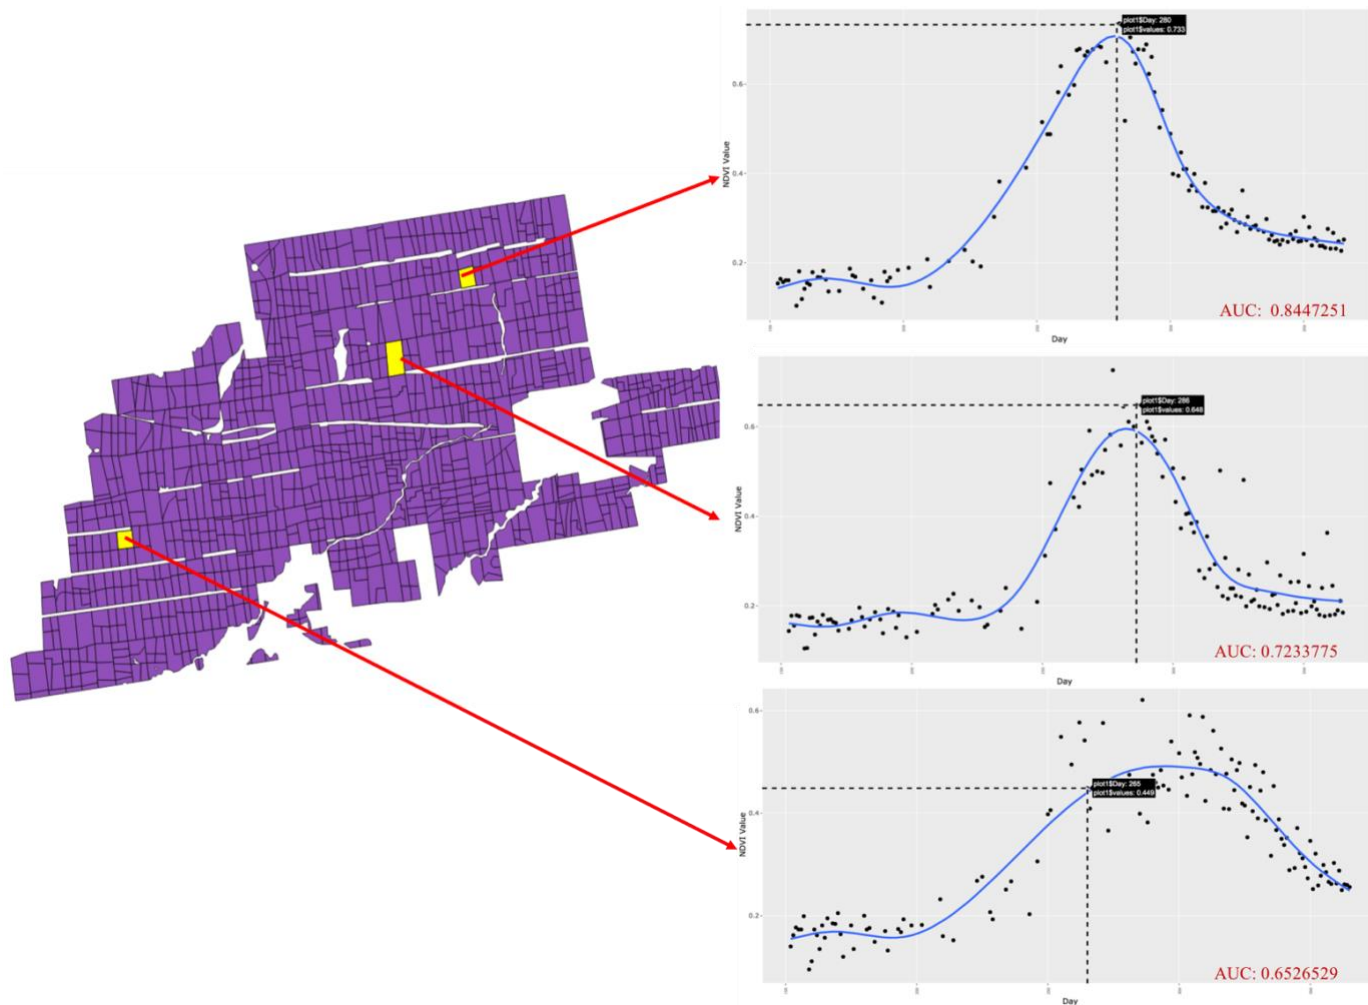 plot1$Day: 280
plot1$values: 0.733
0.6
0.4
0.2
NDVI Value
AUC: 0.8447251
Day
plot1$Day: 286
plot1$values: 0.648
0.6
0.4
0.2
NDVI Value
AUC: 0.7233775
Day
0.6
plot1$Day: 265
plot1$values: 0.449
0.4
0.2
NDVI Value
AUC: 0.6526529
Day